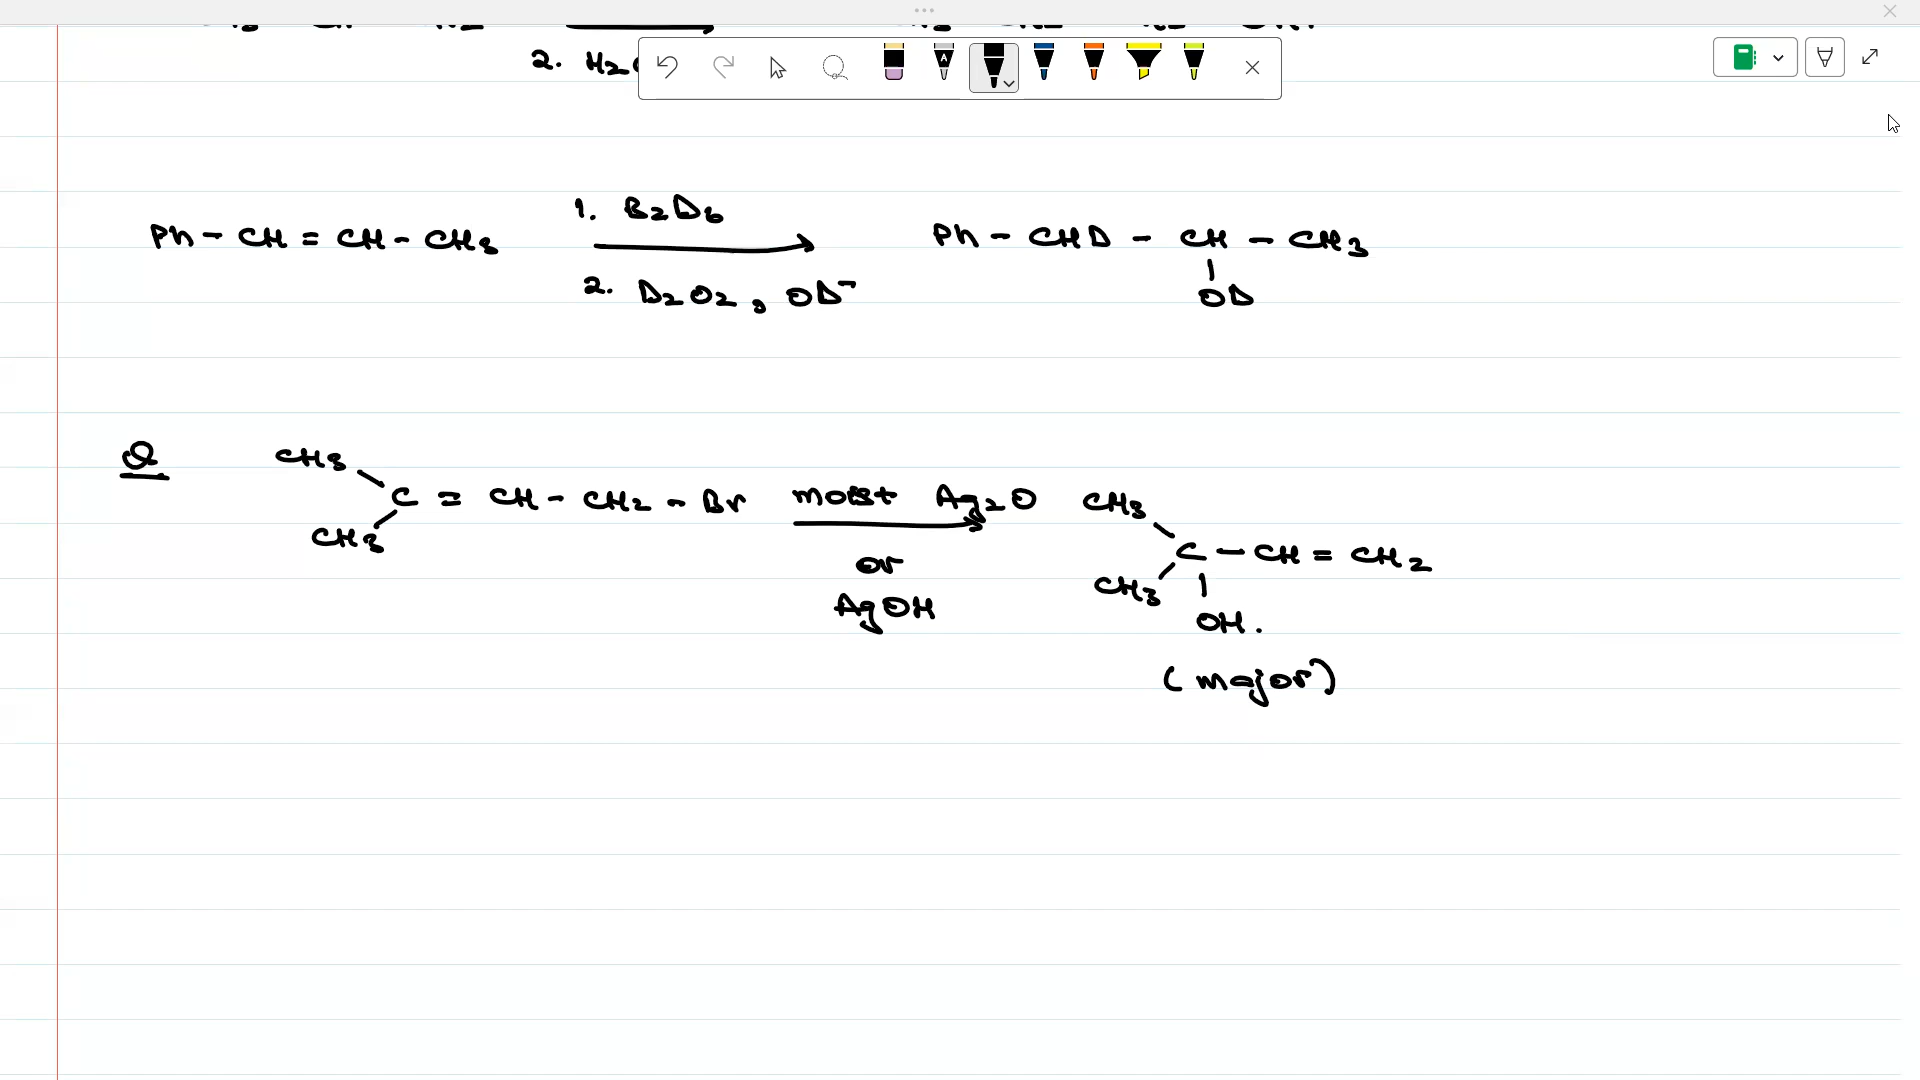 2. H2
1. B2D6
Ph - CH = CH - CH3 Ph - CHD - CH - CH3
2. D2O2, OD⁻ OD
Q CH3
C = CH - CH2 - Br moist Ag2O CH3
CH3 C - CH = CH2
or CH3
AgOH OH.
(major)